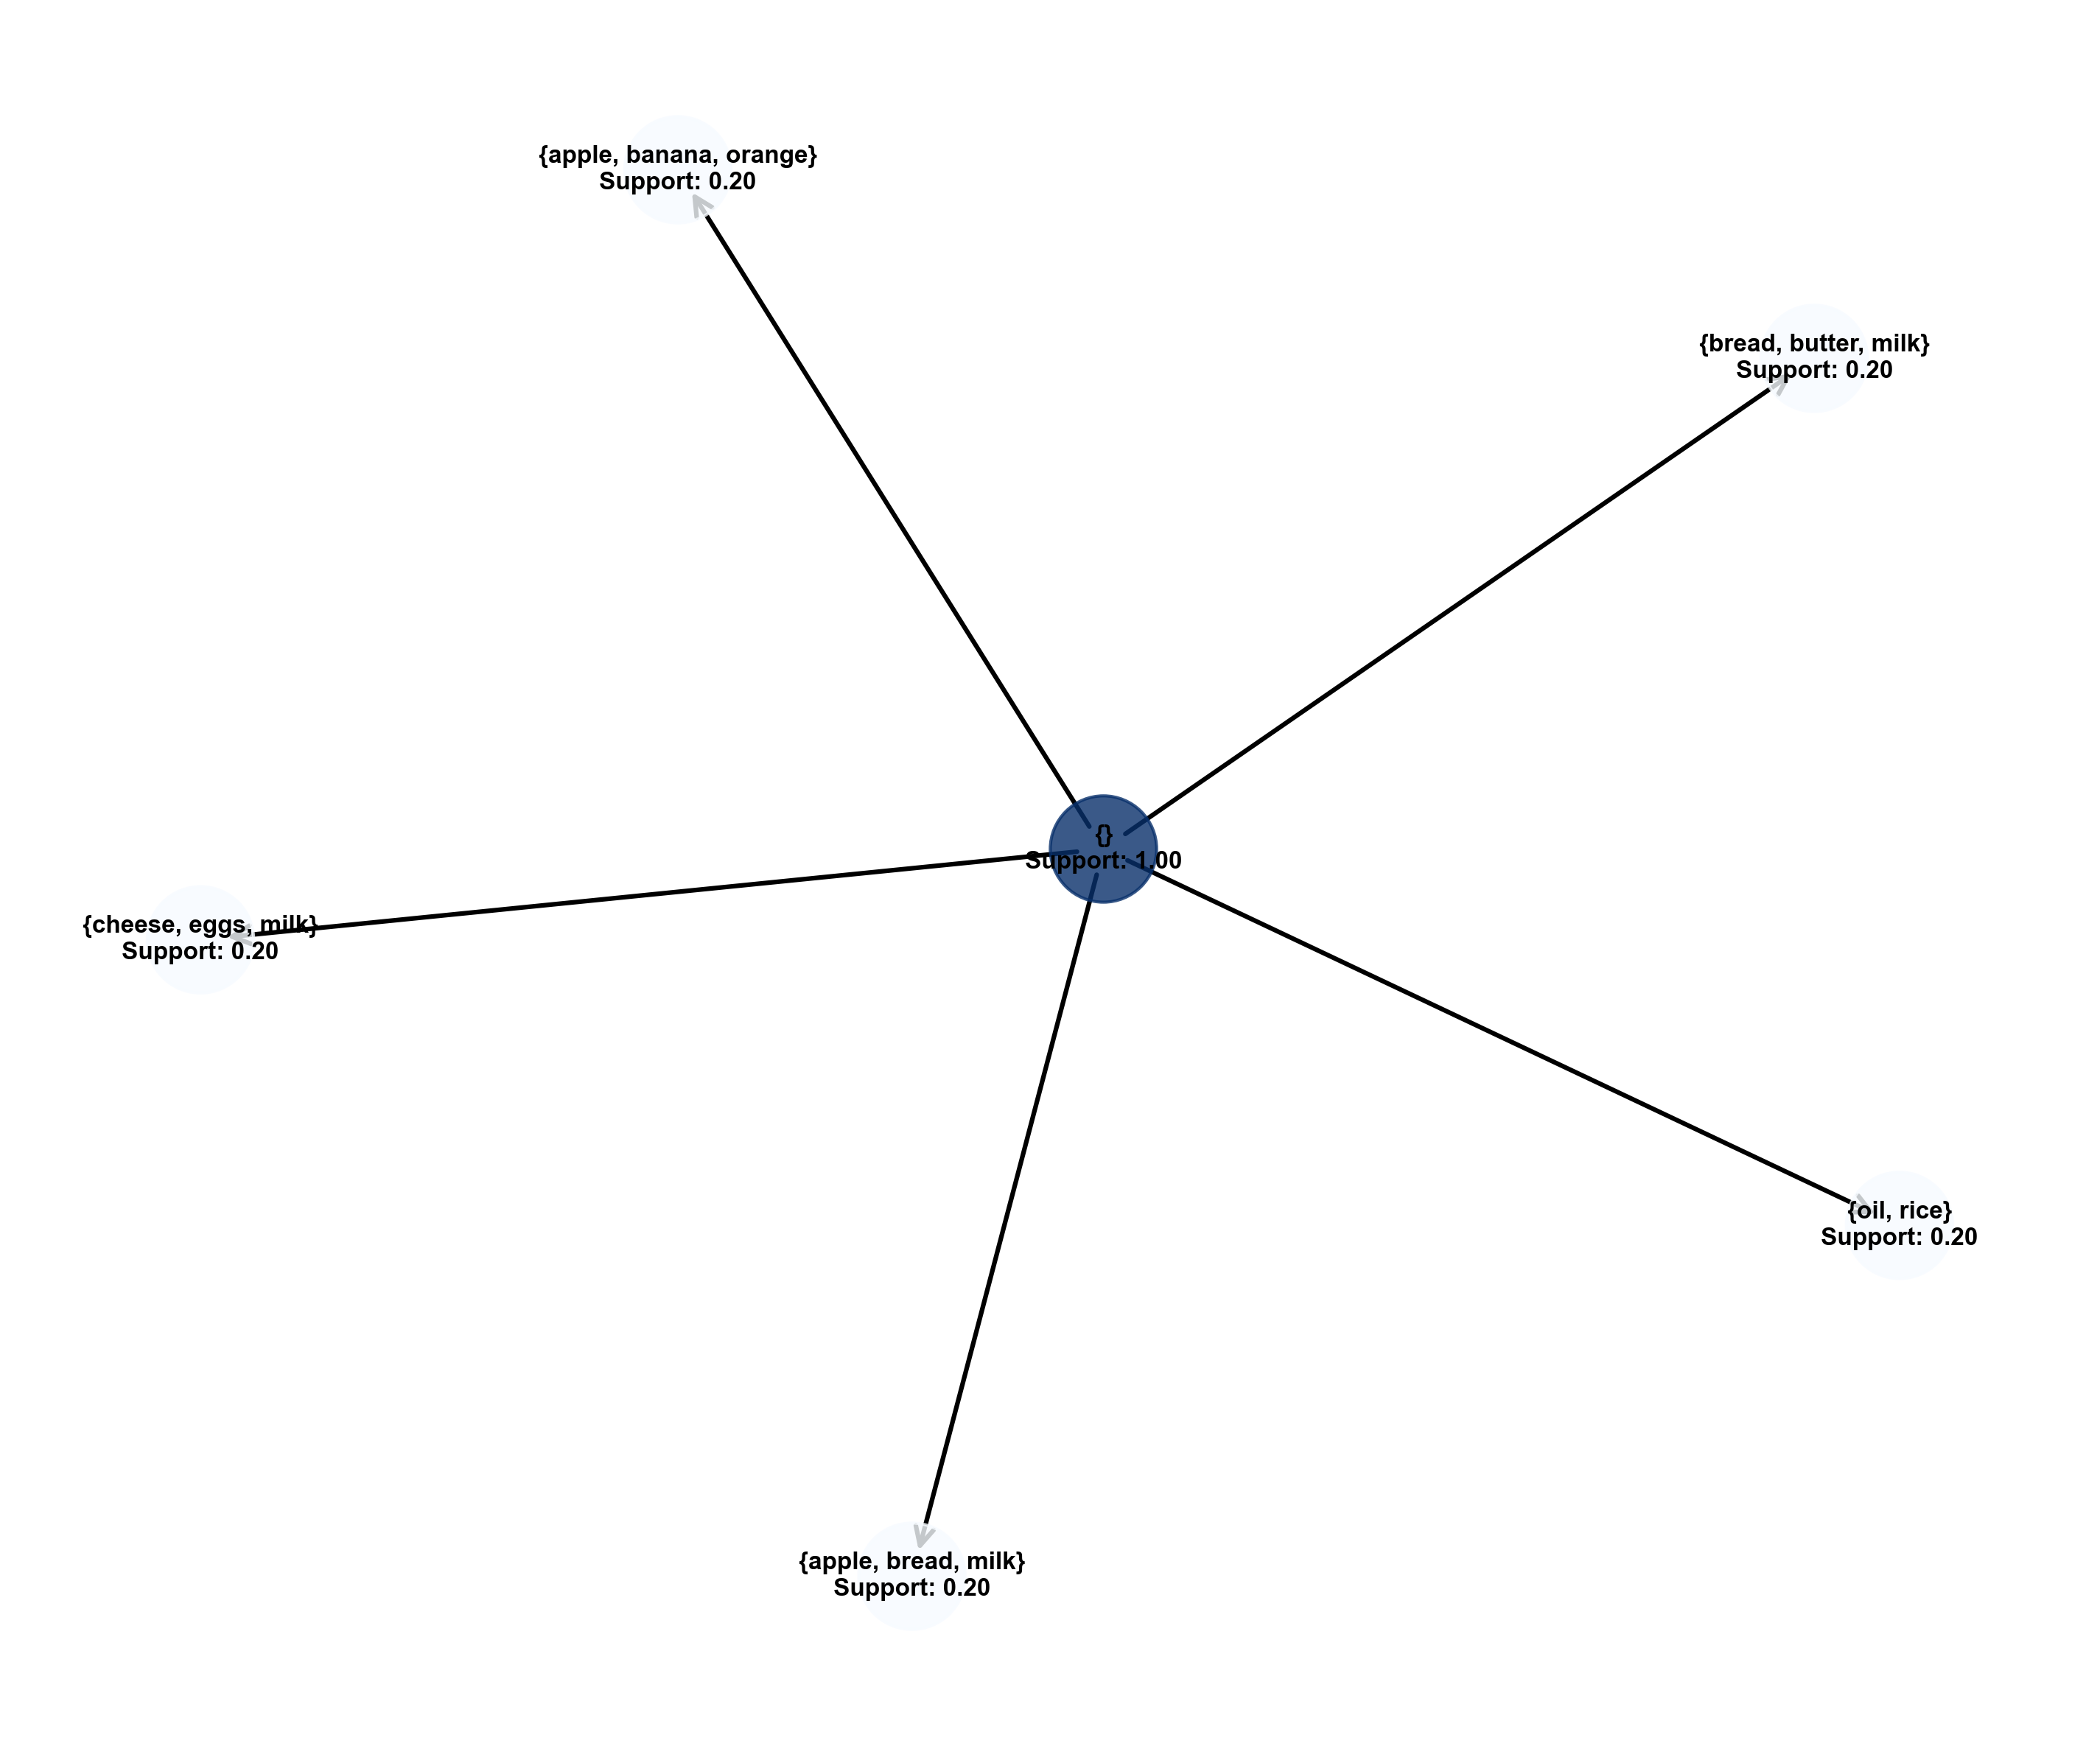 {apple, banana, orange}
Support: 0.20
{bread, butter, milk}
Support: 0.20
{}
Support: 1.00
{cheese, eggs, milk}
Support: 0.20
{oil, rice}
Support: 0.20
{apple, bread, milk}
Support: 0.20